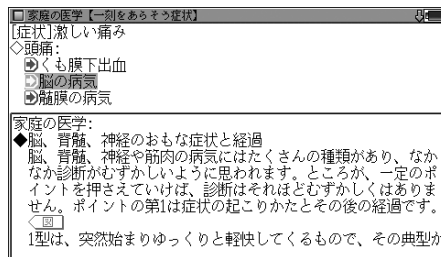 家庭の医学【一刻をあらそう症状】
[症状]激しい痛み
◇頭痛:
くも膜下出血
脳の病気
髄膜の病気
家庭の医学:
◆脳、脊髄、神経のおもな症状と経過
脳、脊髄、神経や筋肉の病気にはたくさんの種類があり、なか
なか診断がむずかしいように思われます。ところが、一定のポ
イントを押さえていけば、診断はそれほどむずかしくはありま
せん。ポイントの第1は症状の起こりかたとその後の経過です。
図
1型は、突然始まりゆっくりと軽快してくるもので、その典型か